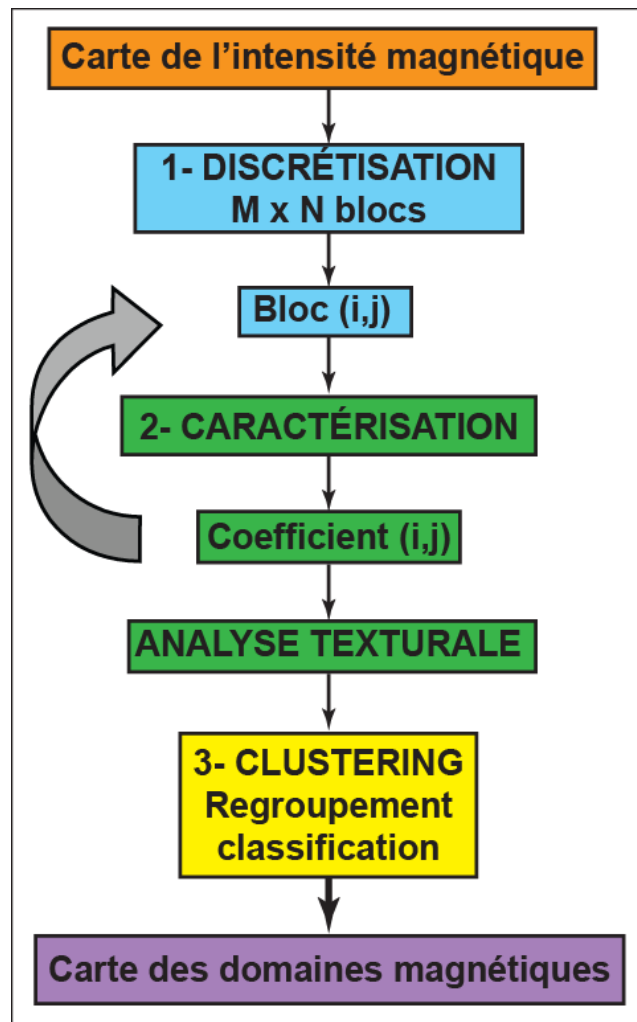 Carte de l'intensité magnétique
1- DISCRÉTISATION
M x N blocs
Bloc (i,j)
2- CARACTÉRISATION
Coefficient (i,j)
ANALYSE TEXTURALE
3- CLUSTERING
Regroupement
classification
Carte des domaines magnétiques